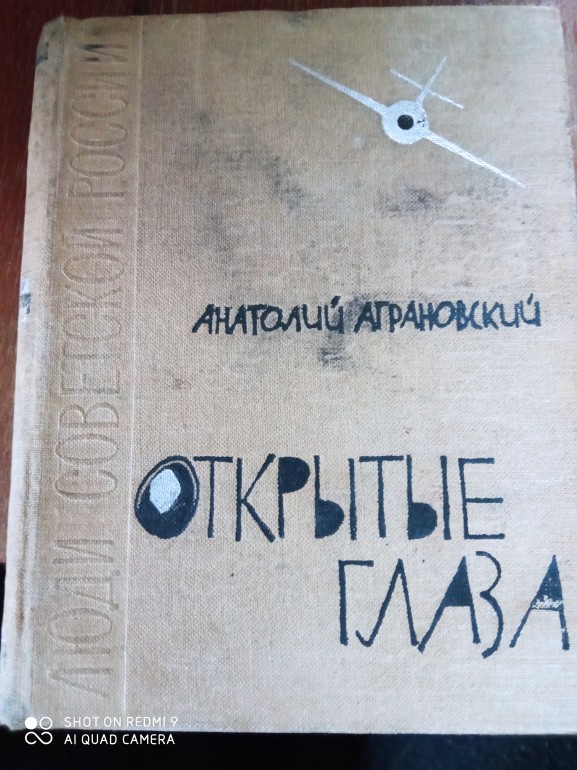 ЛЮДИ СОВЕТСКОЙ РОССИИ
АНАТОЛИЙ АГРАНОВСКИЙ
ОТКРЫТЫЕ
ГЛАЗА
SHOT ON REDMI 9
AI QUAD CAMERA